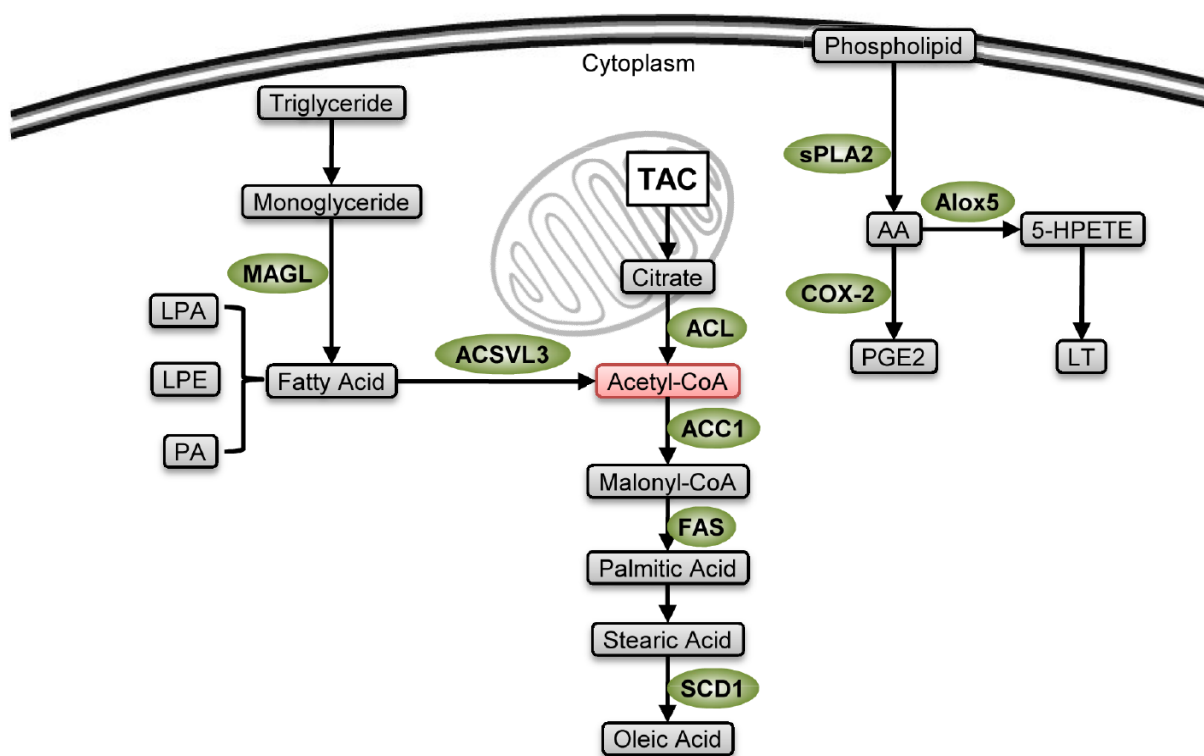 Phospholipid
Cytoplasm
Triglyceride
sPLA2
TAC
Monoglyceride
Alox5
AA
5-HPETE
MAGL
Citrate
COX-2
LPA
ACL
ACSVL3
PGE2
LT
LPE
Fatty Acid
Acetyl-CoA
ACC1
PA
Malonyl-CoA
FAS
Palmitic Acid
Stearic Acid
SCD1
Oleic Acid